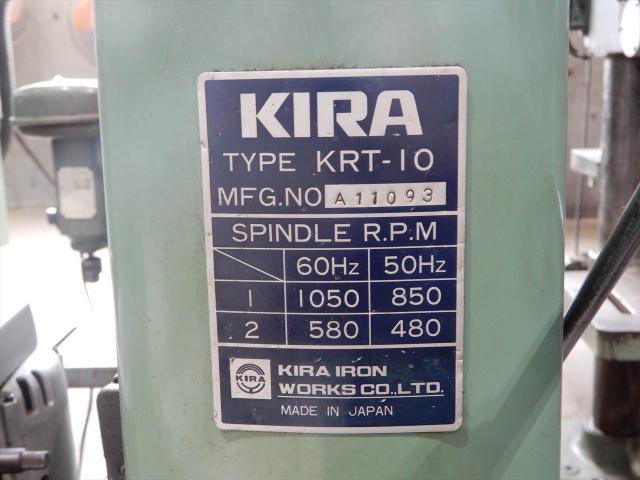 KIRA
TYPE KRT-10
MFG.NO A11093
SPINDLE R.P.M
60Hz 50Hz
1 1050 850
2 580 480
KIRA KIRA IRON
WORKS CO.,LTD.
MADE IN JAPAN